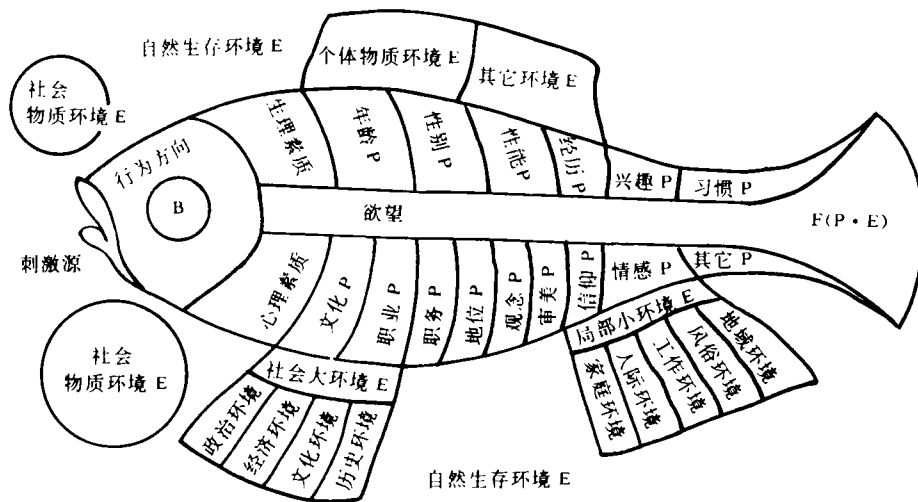 自然生存环境 E
个体物质环境 E
其它环境 E
社会
物质环境 E
行为方向
B
生理素质
年龄 P
性别 P
性能 P
经历 P
兴趣 P
习惯 P
欲望
F(P·E)
刺激源
心理素质
文化 P
职业 P
职务 P
地位 P
观念 P
审美 P
信仰 P
情感 P
其它 P
社会
物质环境 E
社会大环境 E
政治环境
经济环境
文化环境
历史环境
局部小环境 E
家庭环境
人际环境
工作环境
风俗环境
地域环境
自然生存环境 E